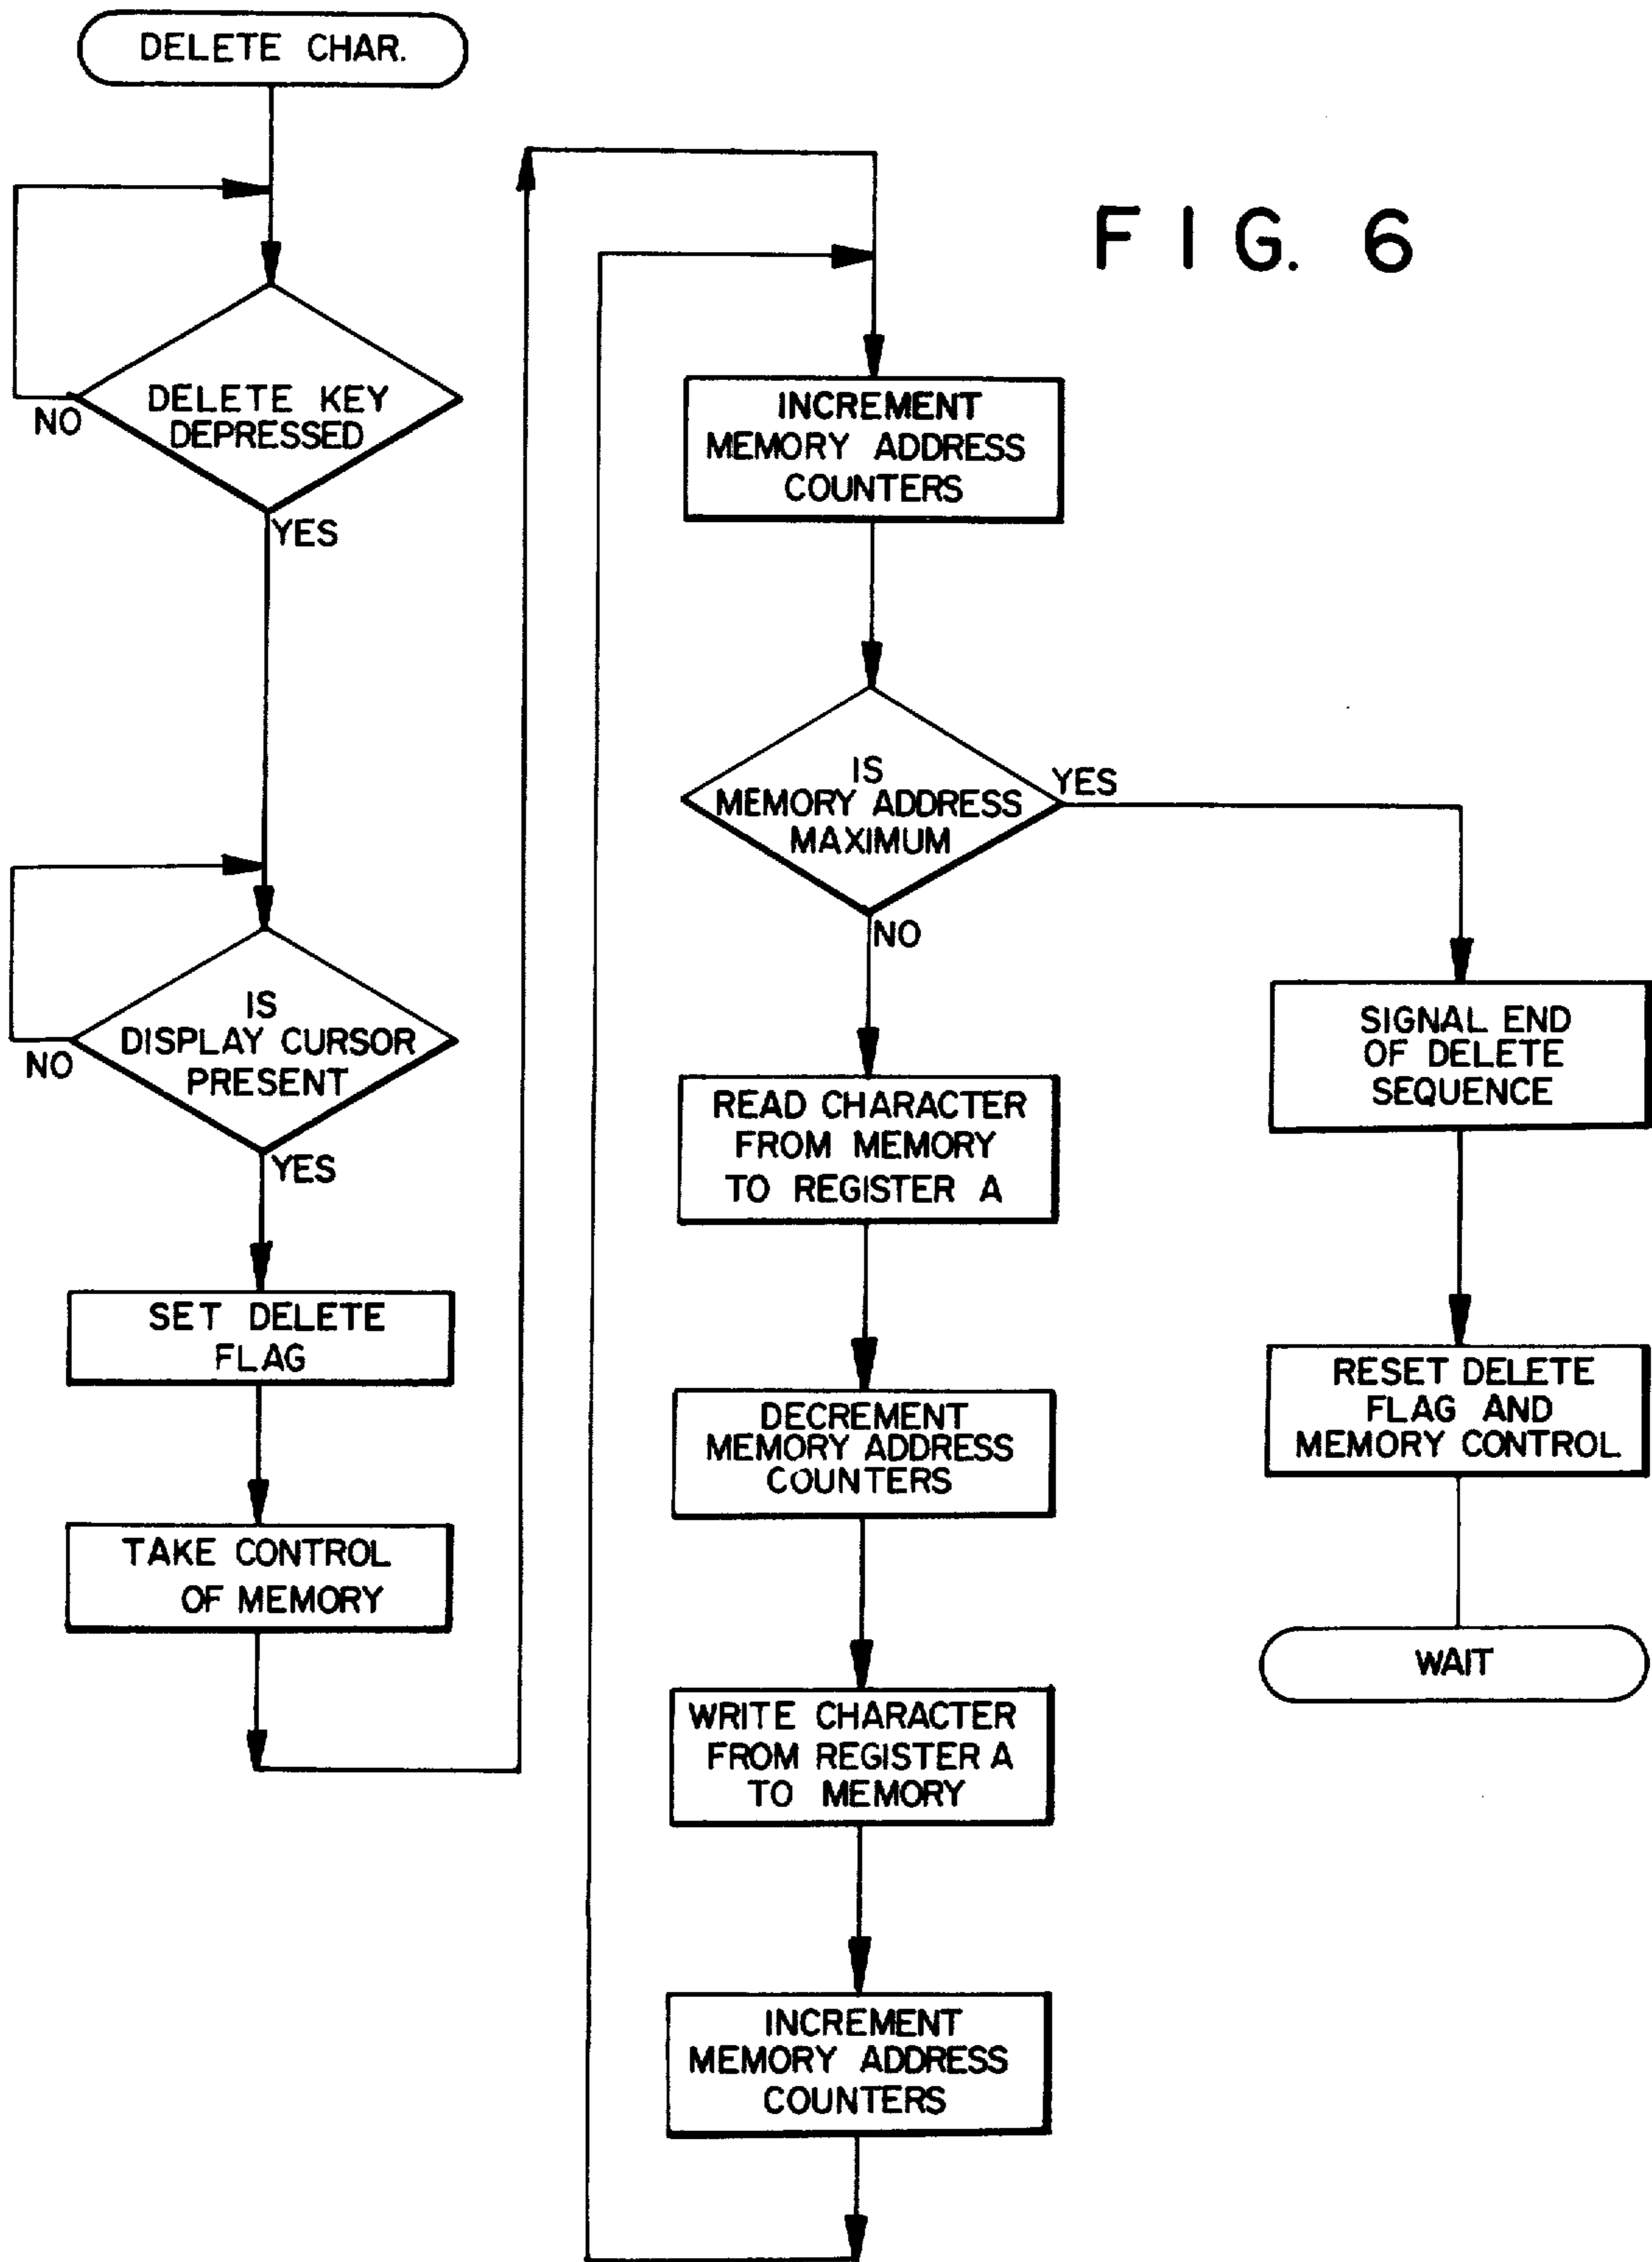 DELETE CHAR.
FIG. 6
DELETE KEY
DEPRESSED
NO
YES
IS
DISPLAY CURSOR
PRESENT
NO
YES
SET DELETE
FLAG
TAKE CONTROL
OF MEMORY
INCREMENT
MEMORY ADDRESS
COUNTERS
IS
MEMORY ADDRESS
MAXIMUM
YES
NO
READ CHARACTER
FROM MEMORY
TO REGISTER A
DECREMENT
MEMORY ADDRESS
COUNTERS
WRITE CHARACTER
FROM REGISTER A
TO MEMORY
INCREMENT
MEMORY ADDRESS
COUNTERS
SIGNAL END
OF DELETE
SEQUENCE
RESET DELETE
FLAG AND
MEMORY CONTROL
WAIT